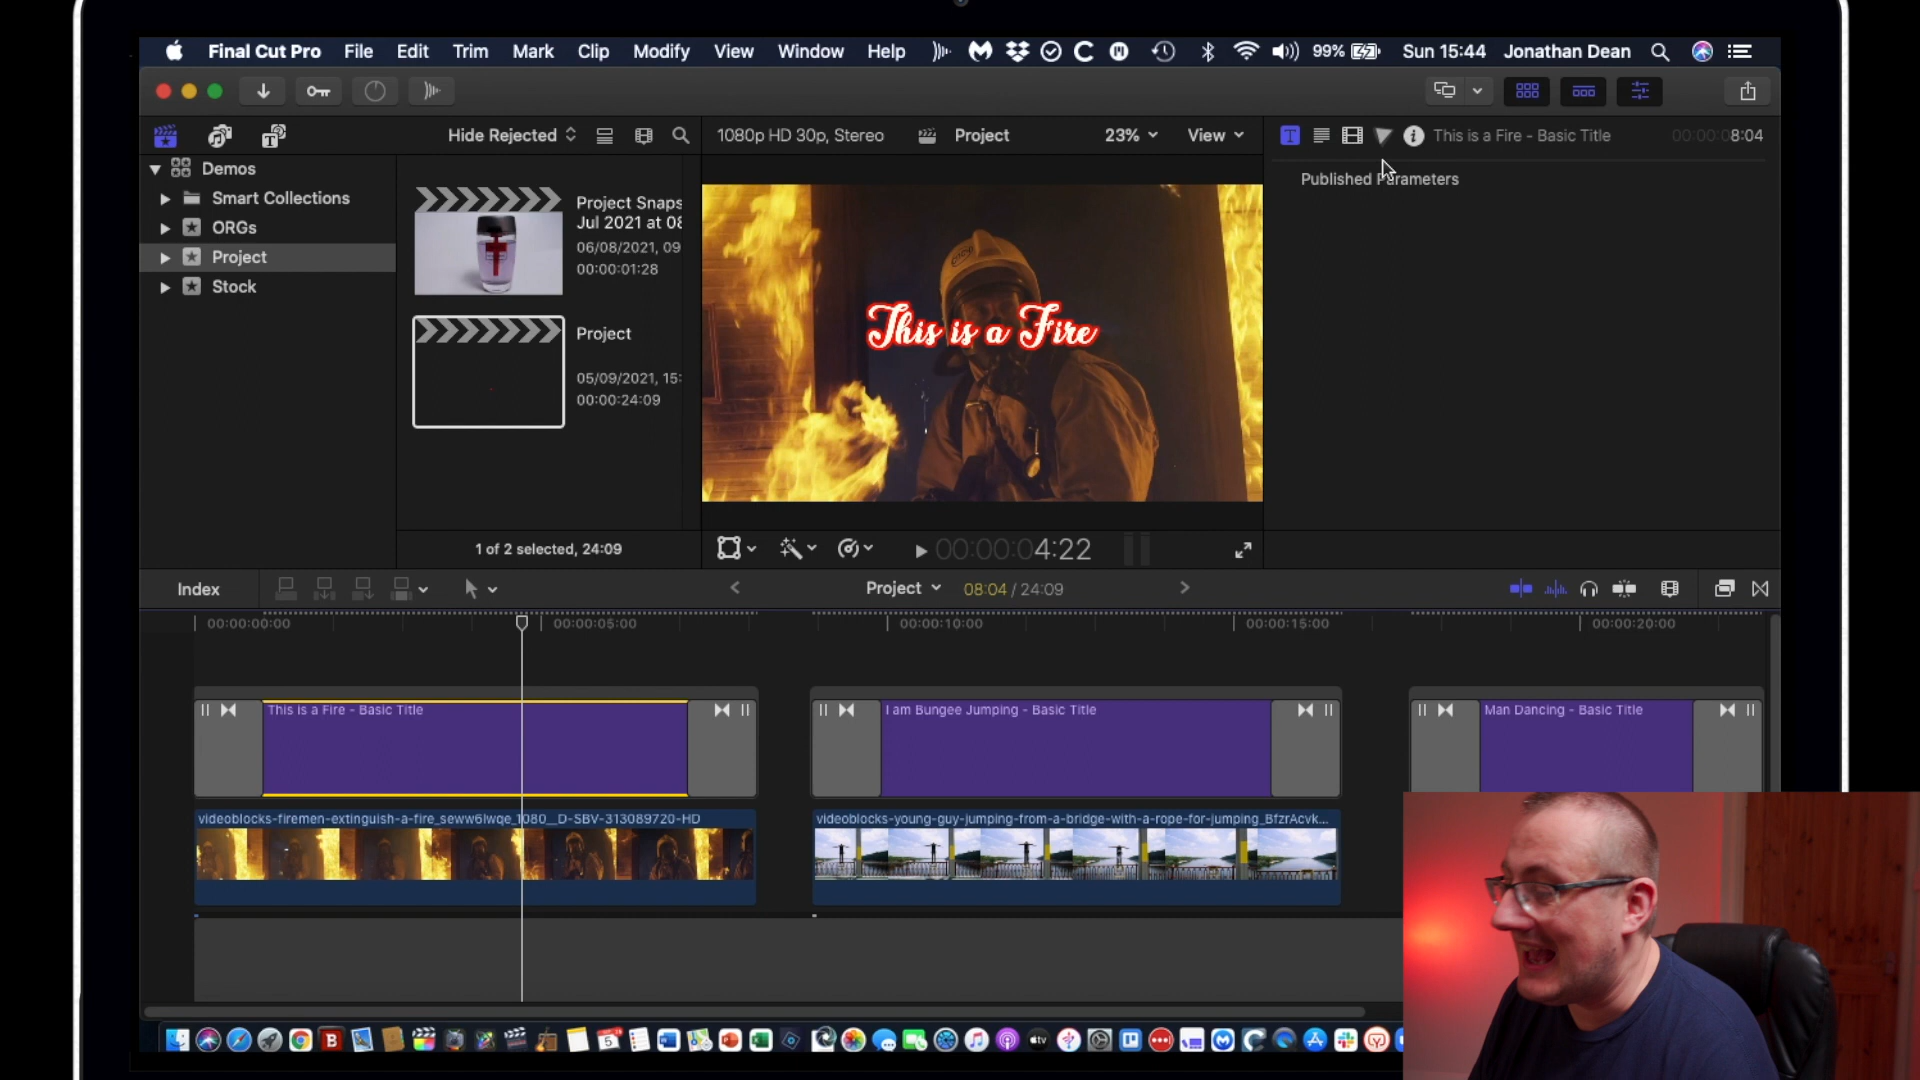 Final Cut Pro File Edit Trim Mark Clip Modify View Window Help 99% Sun 15:44 Jonathan Dean
Hide Rejected
1080p HD 30p, Stereo Project 23% View
This is a Fire - Basic Title 00:00:08:04
Demos
Smart Collections
ORGs
Project
Stock
Project Snaps
Jul 2021 at 08
06/08/2021, 09
00:00:01:28
Project
05/09/2021, 15:
00:00:24:09
1 of 2 selected, 24:09
This is a Fire
00:00:04:22
Published Parameters
Index
Project 08:04 / 24:09
00:00:00:00 00:00:05:00 00:00:10:00 00:00:15:00 00:00:20:00
This is a Fire - Basic Title
I am Bungee Jumping - Basic Title
Man Dancing - Basic Title
videoblocks-firemen-extinguish-a-fire_seww6lwqe_1080__D-SBV-313089720-HD
videoblocks-young-guy-jumping-from-a-bridge-with-a-rope-for-jumping_BfzrAcvk...